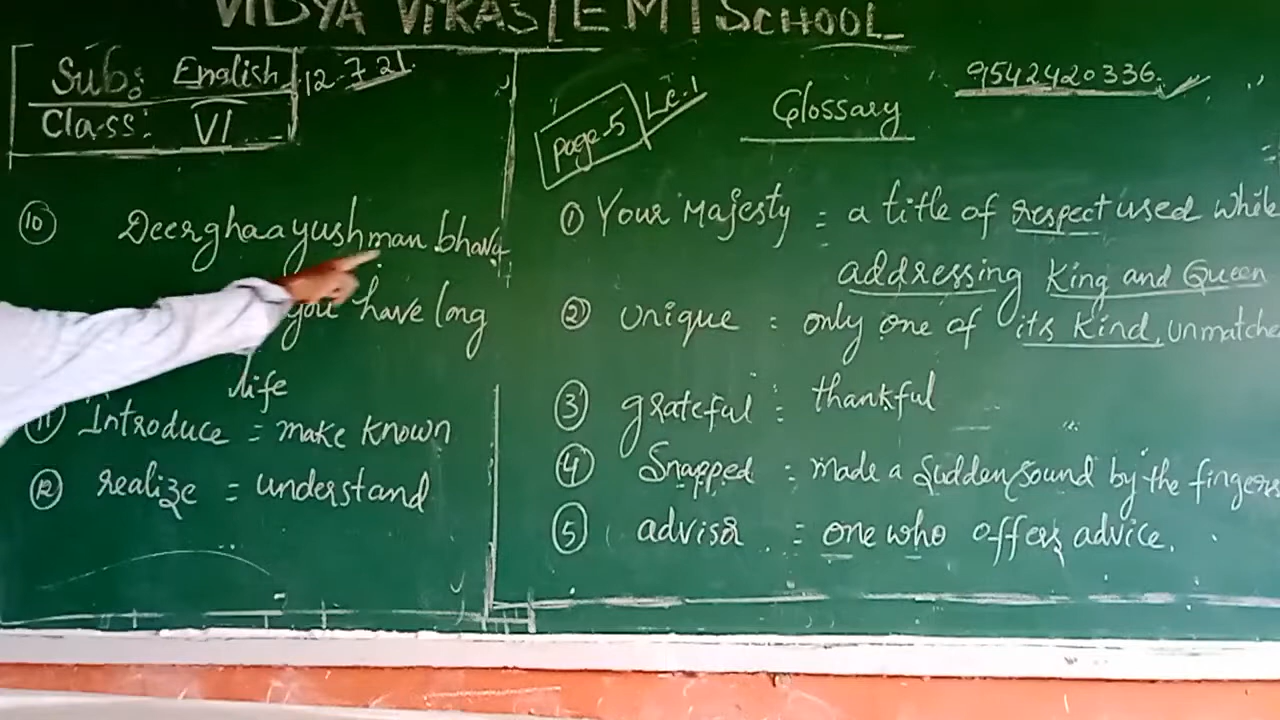 VIDYA VIKAS [E M] SCHOOL
Sub: English
12.7.21
Class: VI
9542420336
Page-5
Le.1
Glossary
10 Deerghaayushman bhava
you have long
life
11 Introduce = make known
12 realize = understand
1 Your Majesty = a title of respect used while
addressing King and Queen
2 unique : only one of its kind, unmatche
3 grateful = thankful
4 Snapped = made a sudden sound by the fingers
5 advisor = one who offers advice.